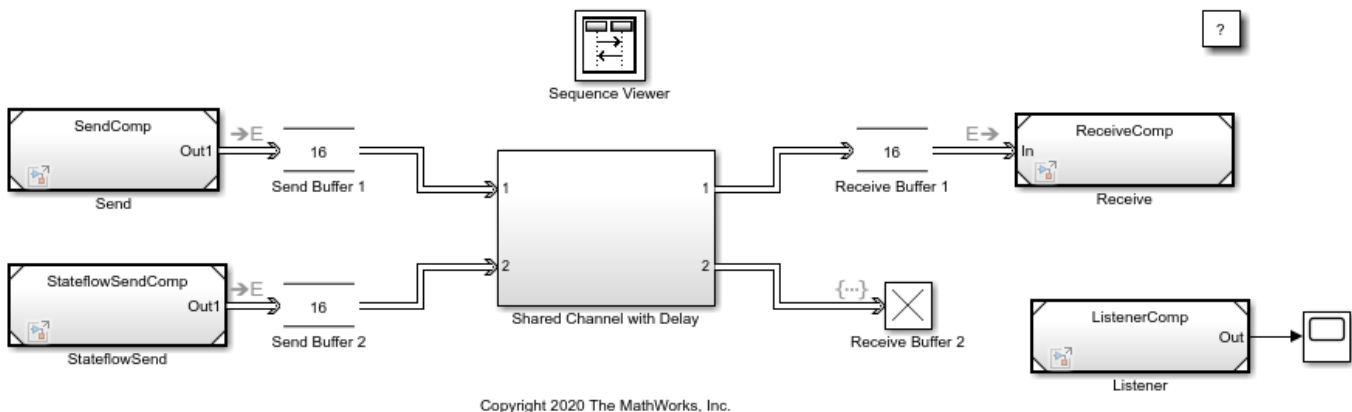 ?
Sequence Viewer
SendComp
Out1
Send
→E
16
Send Buffer 1
1
2
1
2
Shared Channel with Delay
16
Receive Buffer 1
E→
ReceiveComp
In
Receive
StateflowSendComp
Out1
StateflowSend
→E
16
Send Buffer 2
{...}
Receive Buffer 2
ListenerComp
Out
Listener
Copyright 2020 The MathWorks, Inc.